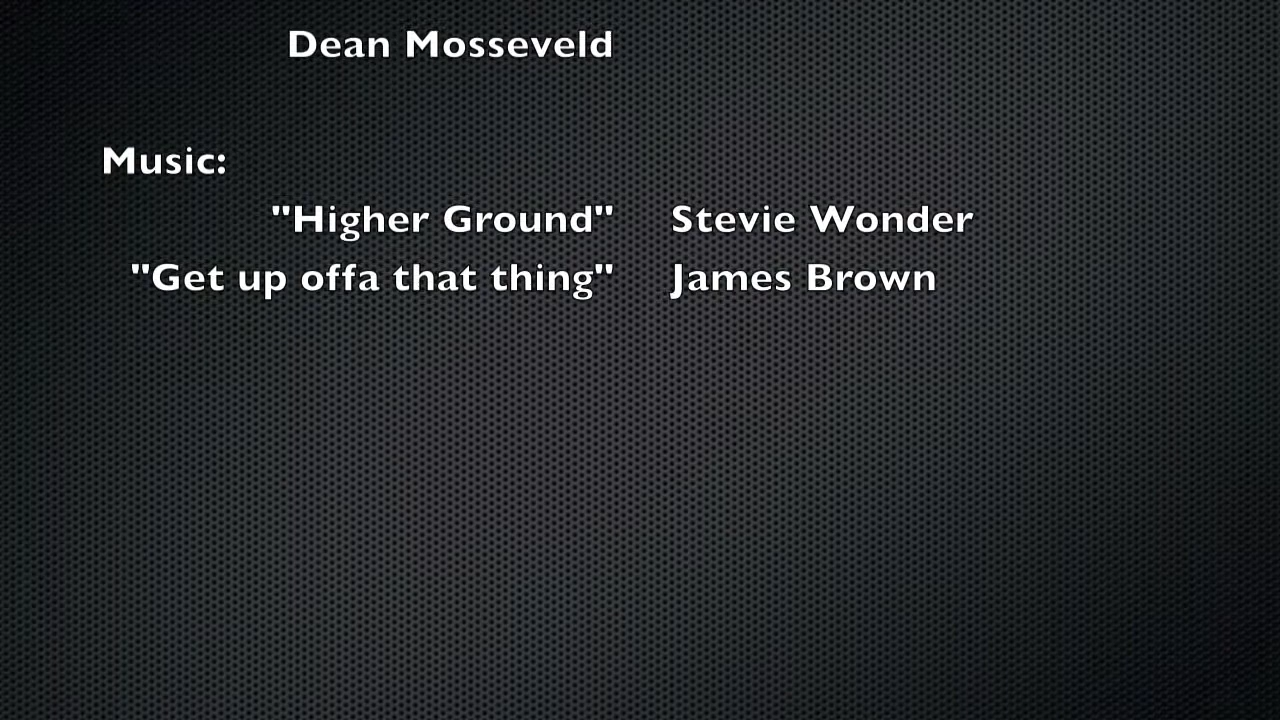 Dean Mosseveld
Music:
"Higher Ground" Stevie Wonder
"Get up offa that thing" James Brown